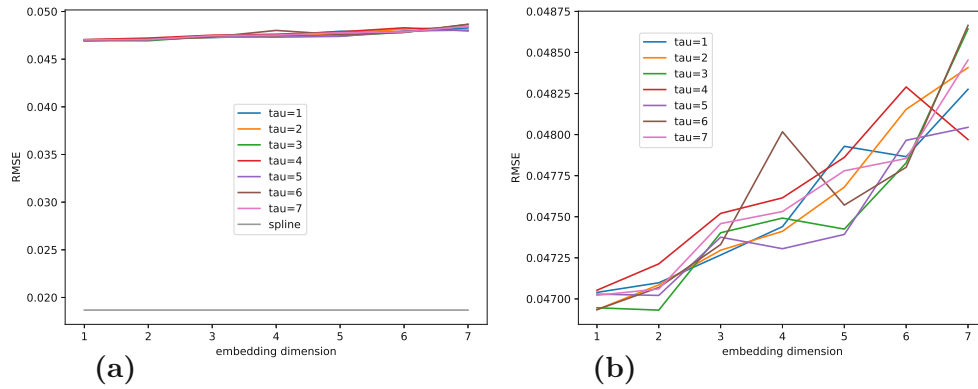 0.050
0.045
0.040
0.035
0.030
0.025
0.020
RMSE
tau=1
tau=2
tau=3
tau=4
tau=5
tau=6
tau=7
spline
1 2 3 4 5 6 7
embedding dimension
(a)
0.04875
0.04850
0.04825
0.04800
0.04775
0.04750
0.04725
0.04700
RMSE
tau=1
tau=2
tau=3
tau=4
tau=5
tau=6
tau=7
1 2 3 4 5 6 7
embedding dimension
(b)